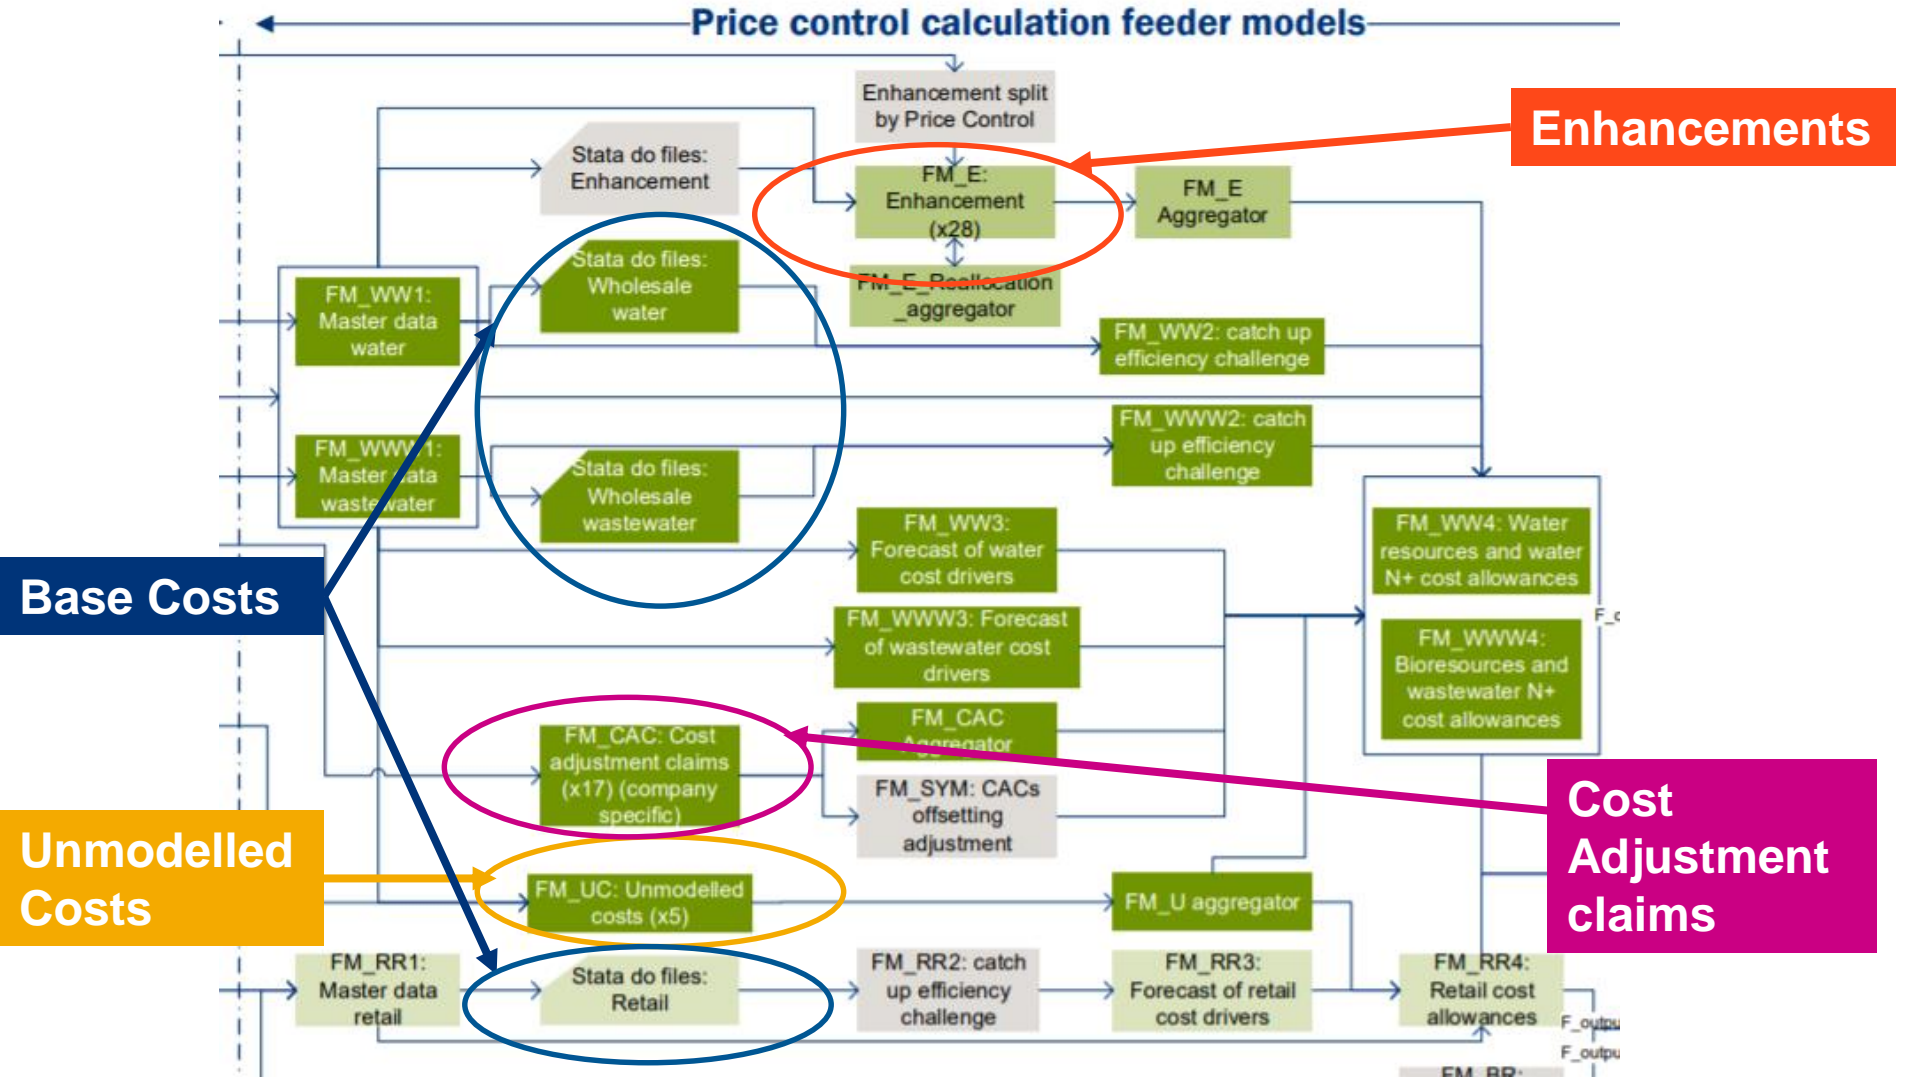 Price control calculation feeder models
Enhancement split
by Price Control
Enhancements
Stata do files:
Enhancement
FM_E:
Enhancement
(x28)
FM_E
Aggregator
Stata do files:
Wholesale
water
FM_E_Reallocation
_aggregator
FM_WW1:
Master data
water
FM_WW2: catch up
efficiency challenge
FM_WWW1:
Master data
wastewater
Stata do files:
Wholesale
wastewater
FM_WWW2: catch
up efficiency
challenge
FM_WW3:
Forecast of water
cost drivers
FM_WW4: Water
resources and water
N+ cost allowances
Base Costs
FM_WWW3: Forecast
of wastewater cost
drivers
FM_WWW4:
Bioresources and
wastewater N+
cost allowances
FM_CAC: Cost
adjustment claims
(x17) (company
specific)
FM_CAC
Aggregator
FM_SYM: CACs
offsetting
adjustment
Cost
Adjustment
claims
Unmodelled
Costs
FM_UC: Unmodelled
costs (x5)
FM_U aggregator
FM_RR1:
Master data
retail
Stata do files:
Retail
FM_RR2: catch
up efficiency
challenge
FM_RR3:
Forecast of retail
cost drivers
FM_RR4:
Retail cost
allowances
F_outpu
F_outpu
FM_BR: